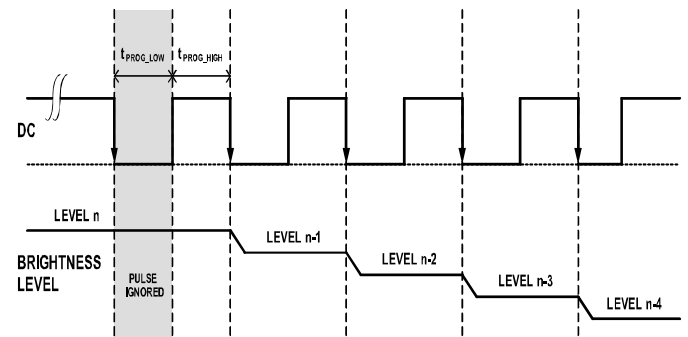 tPROG_LOW
tPROG_HIGH
DC
LEVEL n
LEVEL n-1
LEVEL n-2
LEVEL n-3
LEVEL n-4
BRIGHTNESS
LEVEL
PULSE
IGNORED